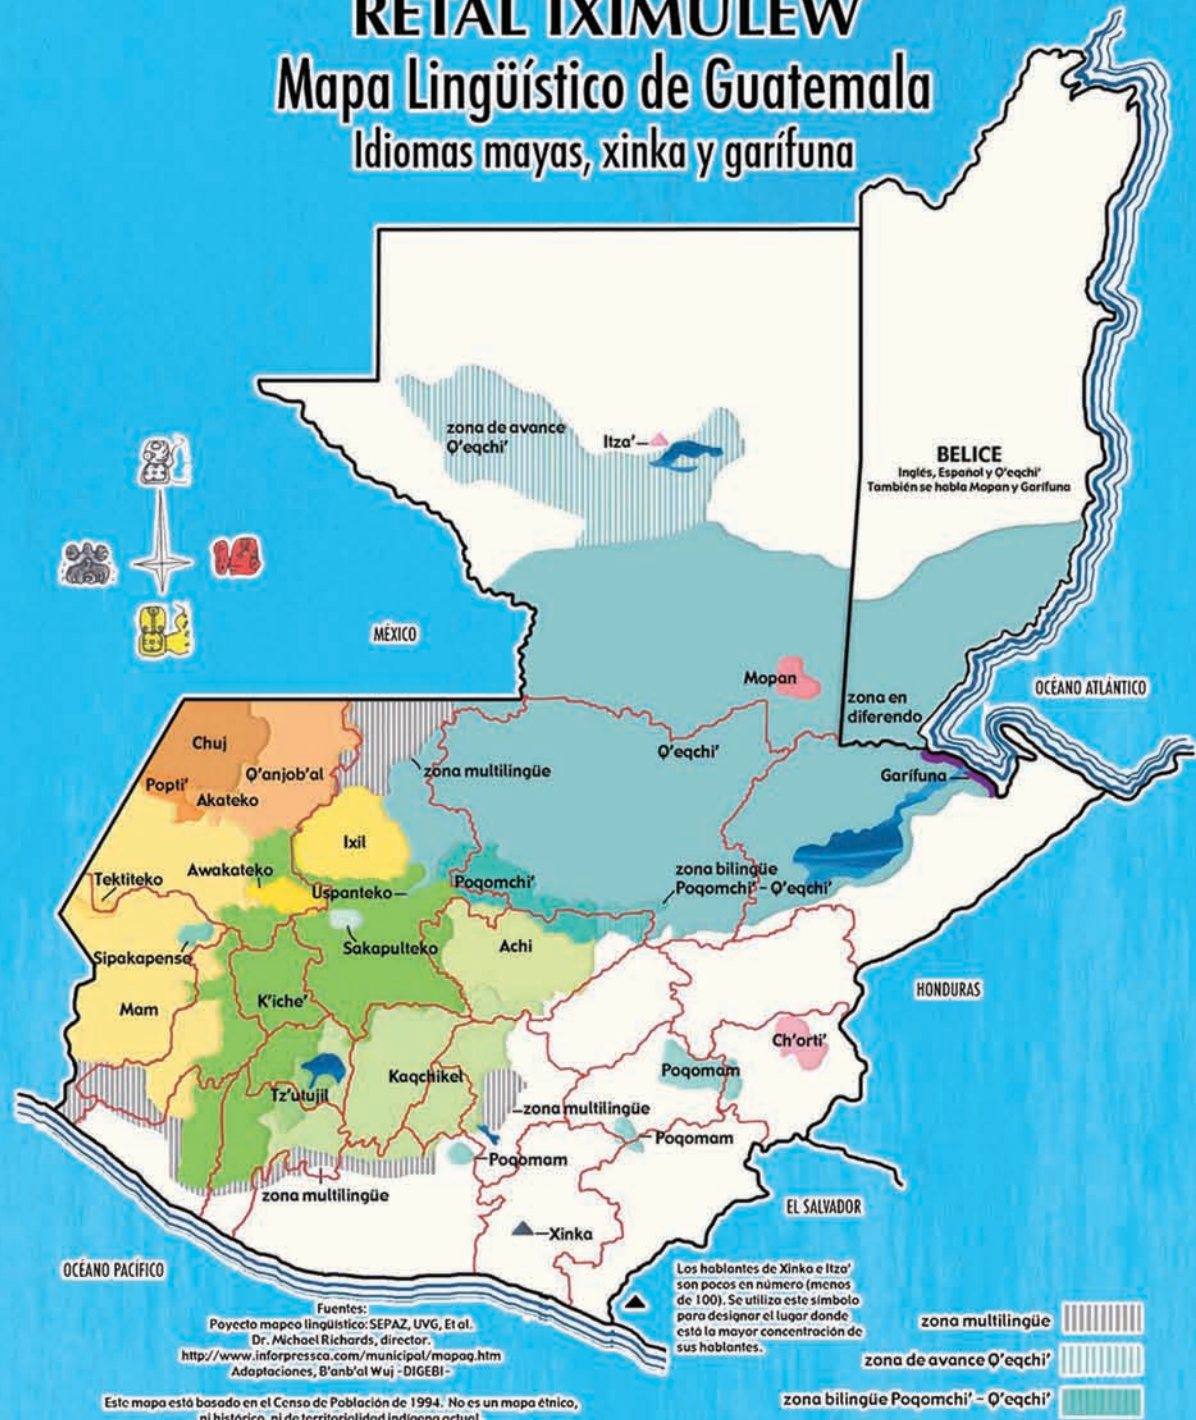 RETAL IXIMULEW
Mapa Lingüístico de Guatemala
Idiomas mayas, xinka y garífuna
zona de avance
Q'eqchi'
Itza'
BELICE
Inglés, Español y Q'eqchi'
También se habla Mopan y Garífuna
MÉXICO
Mopan
zona en
diferendo
OCÉANO ATLÁNTICO
Chuj
Q'anjob'al
Popti'
Akateko
zona multilingüe
Q'eqchi'
Garífuna
Ixil
Tektiteko
Awakateko
Uspanteko
Poqomchi'
zona bilingüe
Poqomchi' - Q'eqchi'
Sipakapense
Sakapulteko
Achi
Mam
K'iche'
HONDURAS
Ch'orti'
Tz'utujil
Kaqchikel
Poqomam
zona multilingüe
Poqomam
Poqomam
zona multilingüe
Xinka
EL SALVADOR
OCÉANO PACÍFICO
Los hablantes de Xinka e Itza'
son pocos en número (menos
de 100). Se utiliza este símbolo
para designar el lugar donde
está la mayor concentración de
sus hablantes.
Fuentes:
Poyecto mapeo lingüístico: SEPAZ, UVG, Et al.
Dr. Michael Richards, director.
http://www.inforpressca.com/municipal/mapag.htm
Adaptaciones, B'anb'al Wuj -DIGEBI-
zona multilingüe
zona de avance Q'eqchi'
zona bilingüe Poqomchi' - Q'eqchi'
Este mapa está basado en el Censo de Población de 1994. No es un mapa étnico,
ni histórico, ni de territorialidad indígena actual.